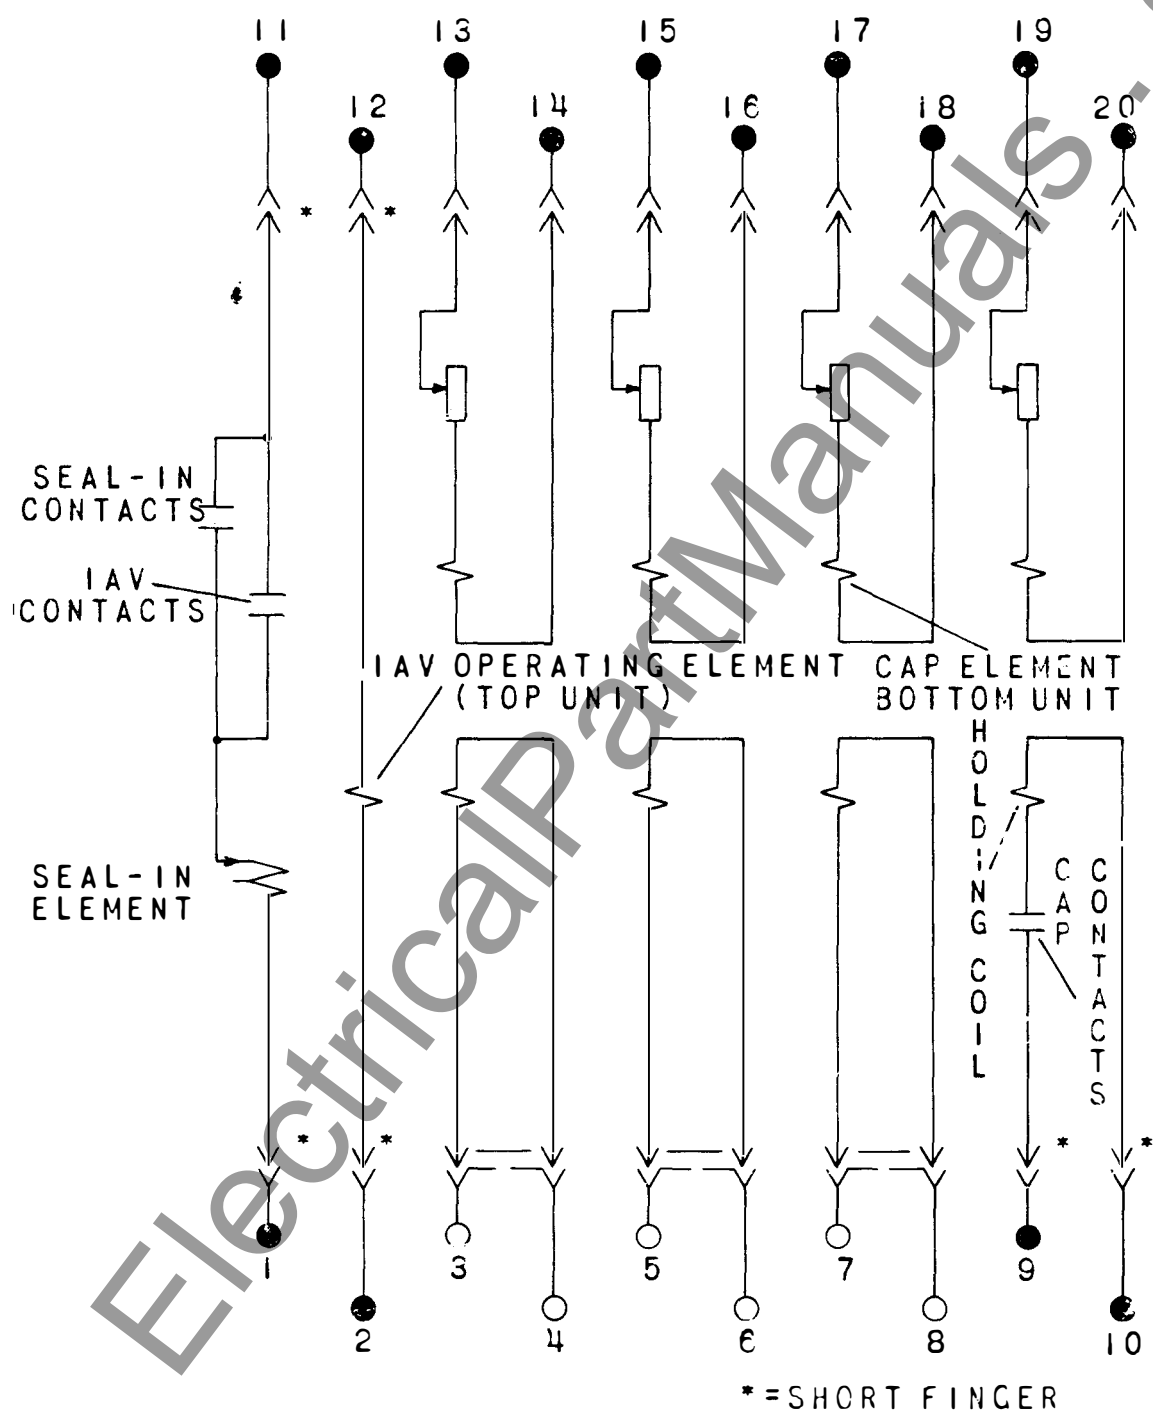 11 13 15 17 19
12 14 16 18 20
* *
SEAL-IN
CONTACTS
IAV
CONTACTS
IAV OPERATING ELEMENT
(TOP UNIT)
CAP ELEMENT
BOTTOM UNIT
HOLDING COIL
CAP
CONTACTS
SEAL-IN
ELEMENT
* * * *
1 3 5 7 9
2 4 6 8 10
*=SHORT FINGER
ElectricalPartManuals.